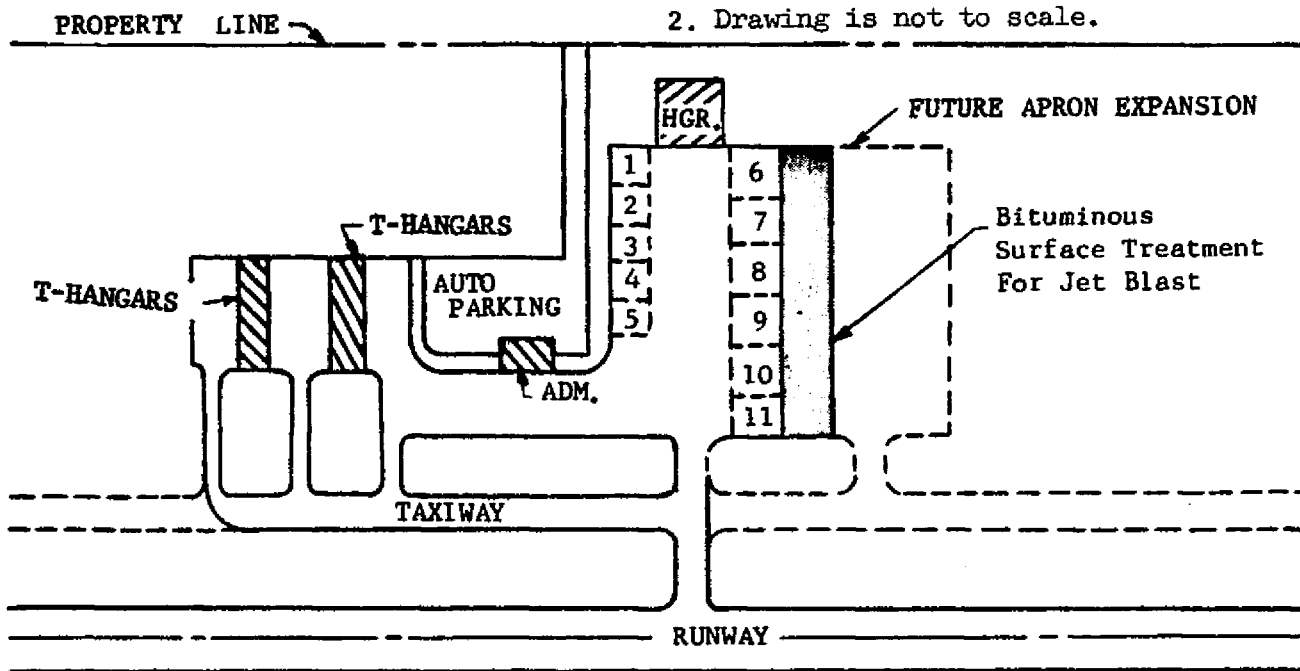 PROPERTY LINE
2. Drawing is not to scale.
HGR.
FUTURE APRON EXPANSION
1
2
3
4
5
6
7
8
9
10
11
T-HANGARS
T-HANGARS
AUTO
PARKING
Bituminous
Surface Treatment
For Jet Blast
ADM.
TAXIWAY
RUNWAY